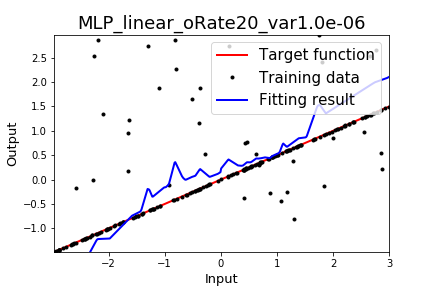 MLP_linear_oRate20_var1.0e-06
Target function
Training data
Fitting result
Output
2.5
2.0
1.5
1.0
0.5
0.0
−0.5
−1.0
−2
−1
0
1
2
3
Input